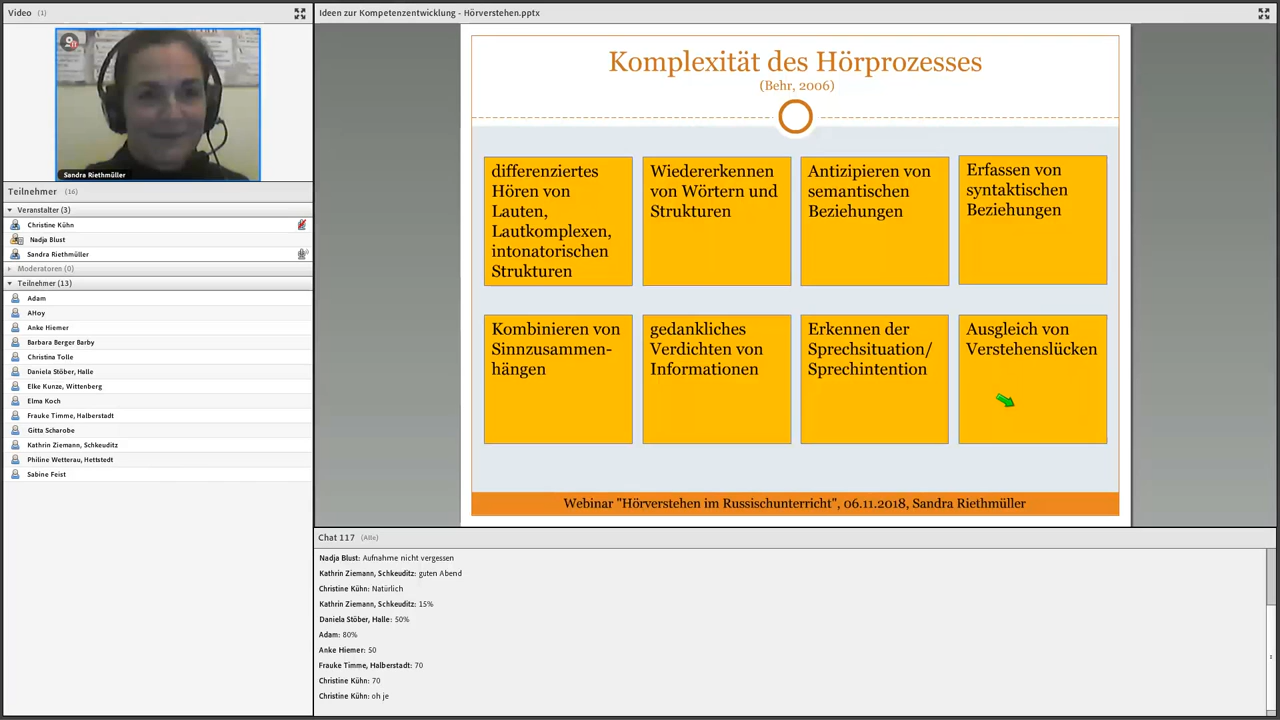 Video (1)
Sandra Riethmüller
Teilnehmer (16)
Veranstalter (3)
Christine Kühn
Nadja Blust
Sandra Riethmüller
Moderatoren (0)
Teilnehmer (13)
Adam
AHoy
Anke Hiemer
Barbara Berger Barby
Christina Tolle
Daniela Stöber, Halle
Elke Kunze, Wittenberg
Elma Koch
Frauke Timme, Halberstadt
Gitta Scharobe
Kathrin Ziemann, Schkeuditz
Philine Wetterau, Hettstedt
Sabine Feist
Ideen zur Kompetenzentwicklung - Hörverstehen.pptx
Komplexität des Hörprozesses
(Behr, 2006)
differenziertes
Hören von
Lauten,
Lautkomplexen,
intonatorischen
Strukturen
Wiedererkennen
von Wörtern und
Strukturen
Antizipieren von
semantischen
Beziehungen
Erfassen von
syntaktischen
Beziehungen
Kombinieren von
Sinnzusammen-
hängen
gedankliches
Verdichten von
Informationen
Erkennen der
Sprechsituation/
Sprechintention
Ausgleich von
Verstehenslücken
Webinar "Hörverstehen im Russischunterricht", 06.11.2018, Sandra Riethmüller
Chat 117 (Alle)
Nadja Blust: Aufnahme nicht vergessen
Kathrin Ziemann, Schkeuditz: guten Abend
Christine Kühn: Natürlich
Kathrin Ziemann, Schkeuditz: 15%
Daniela Stöber, Halle: 50%
Adam: 80%
Anke Hiemer: 50
Frauke Timme, Halberstadt: 70
Christine Kühn: 70
Christine Kühn: oh je